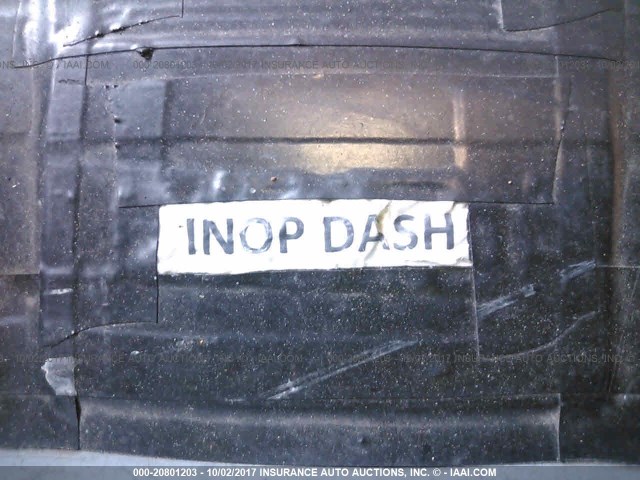 INOP DASH
000-20801203 - 10/02/2017 INSURANCE AUTO AUCTIONS, INC. © - IAAI.COM